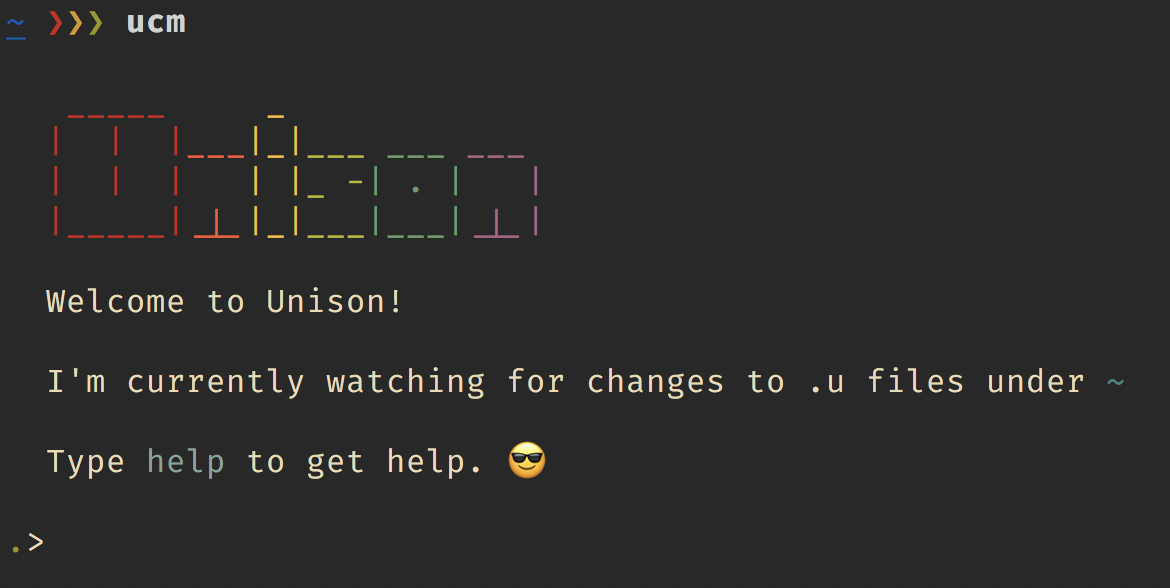 ~ ❯❯❯ ucm
 _____     _
|  |  |___|_|___ ___ ___
|  |  |   | |_ -| . |   |
|_____|_|_|_|___|___|_|_|
Welcome to Unison!
I'm currently watching for changes to .u files under ~
Type help to get help. 😎
.>